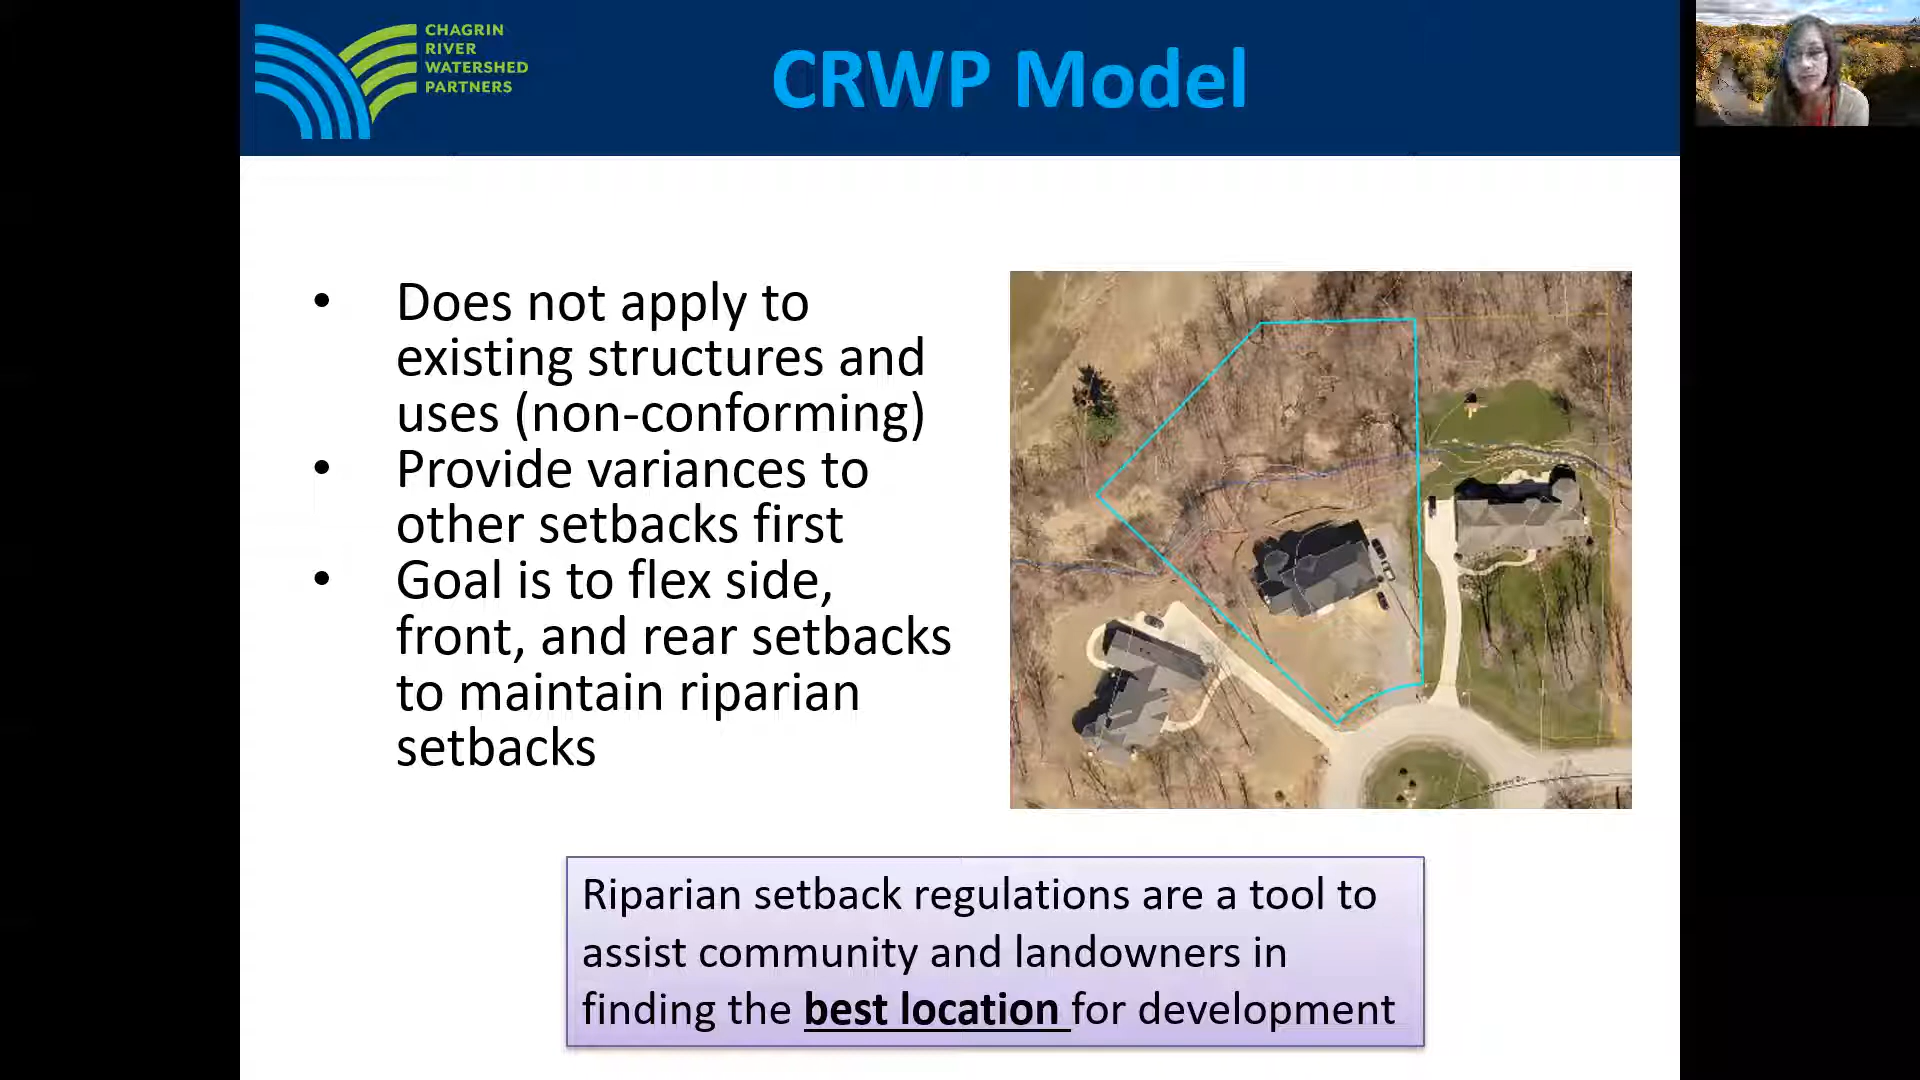 CHAGRIN
RIVER
WATERSHED
PARTNERS
CRWP Model
• Does not apply to
existing structures and
uses (non-conforming)
• Provide variances to
other setbacks first
• Goal is to flex side,
front, and rear setbacks
to maintain riparian
setbacks
Riparian setback regulations are a tool to
assist community and landowners in
finding the best location for development